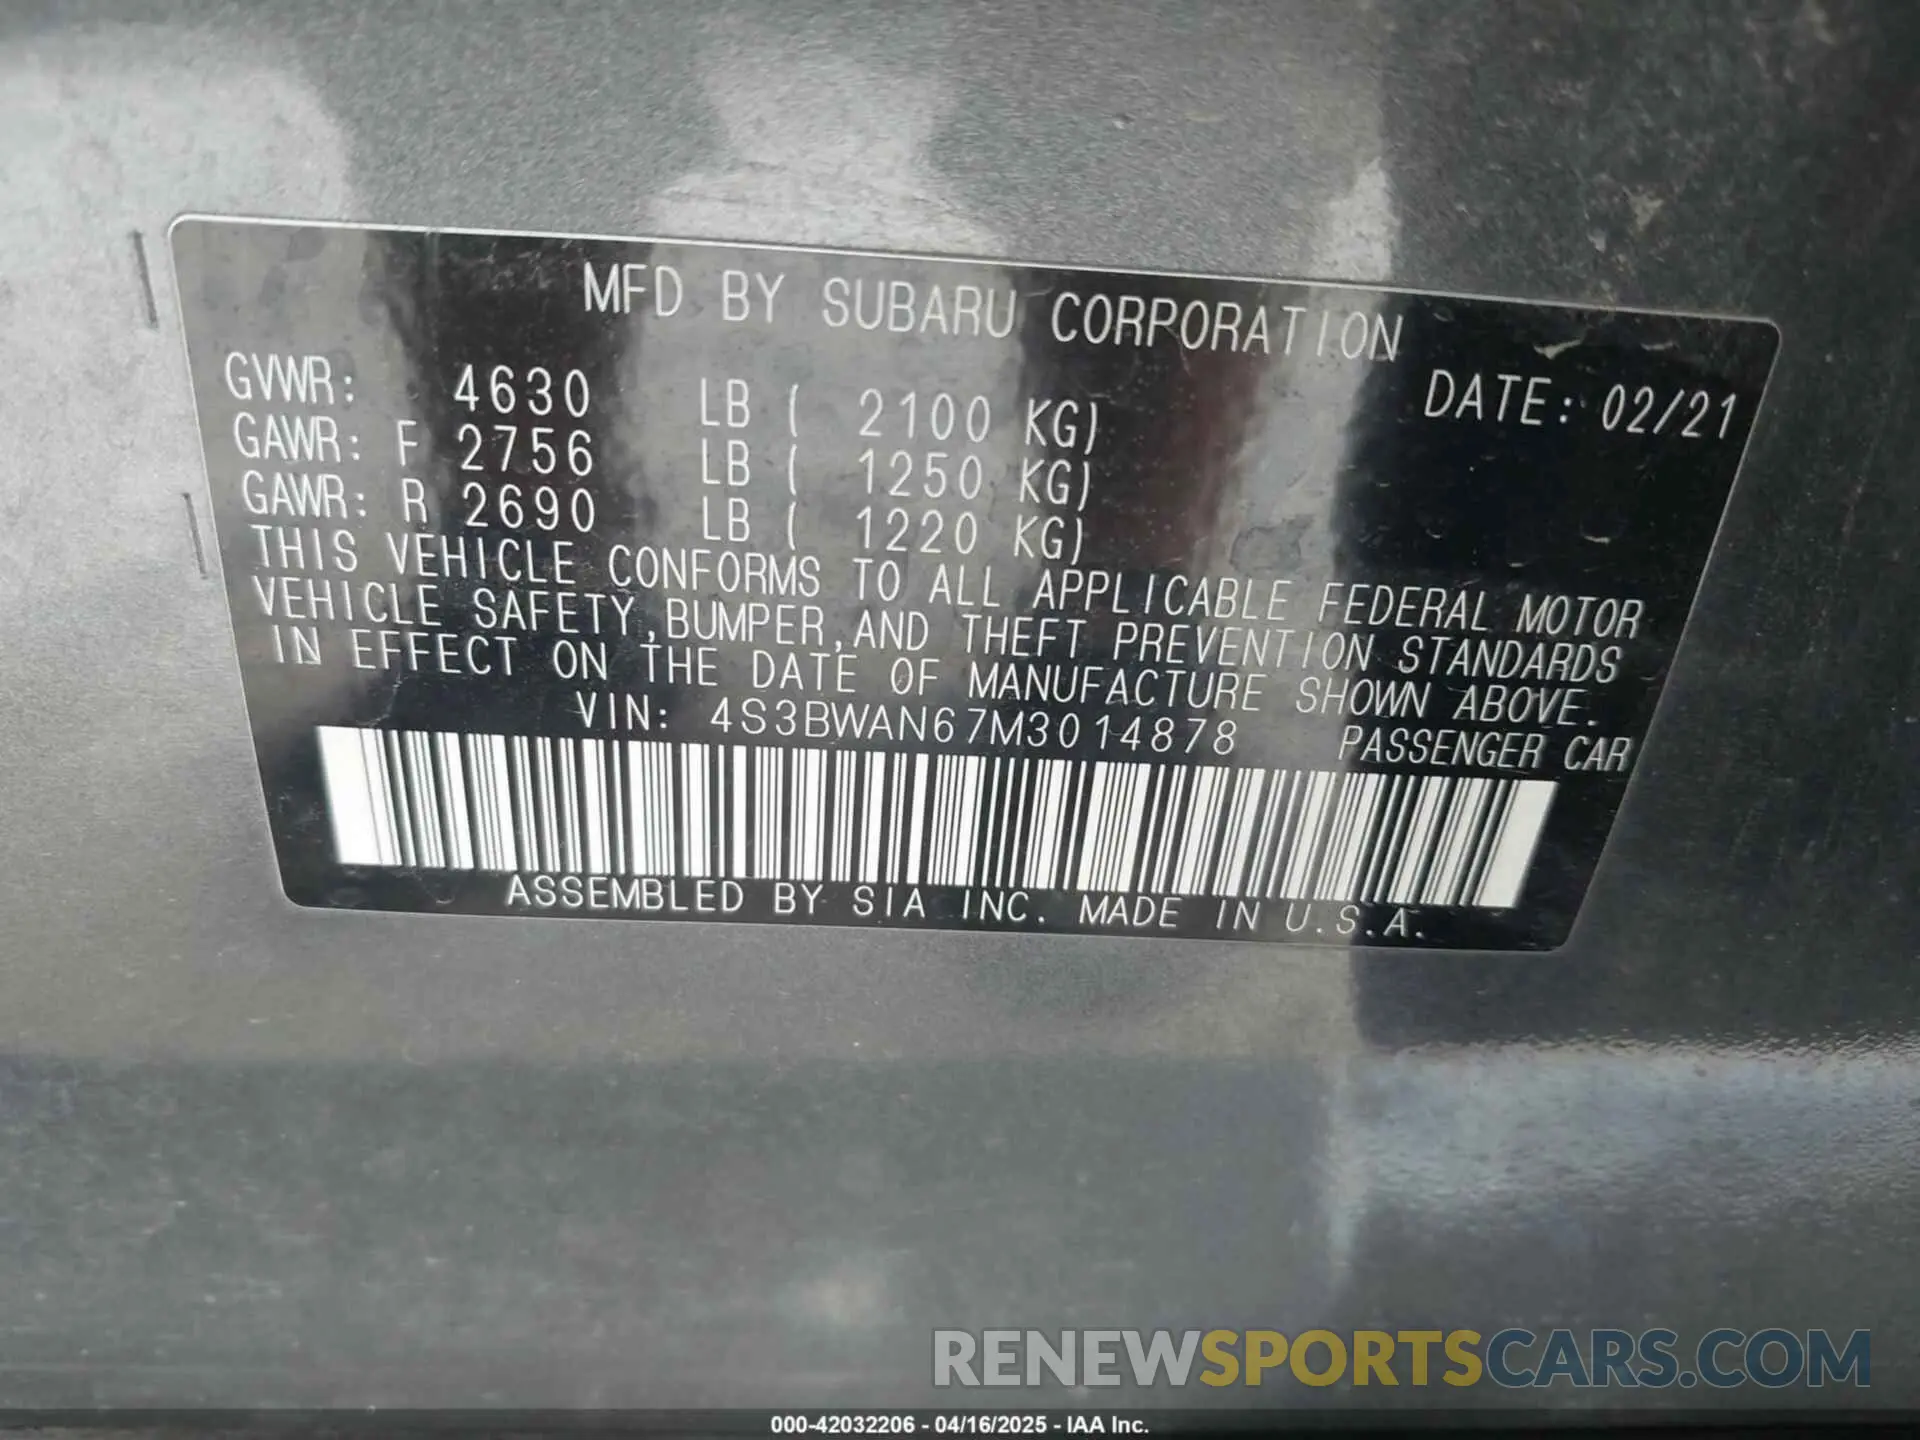 MFD BY SUBARU CORPORATION
GVWR: 4630 LB ( 2100 KG) DATE: 02/21
GAWR: F 2756 LB ( 1250 KG)
GAWR: R 2690 LB ( 1220 KG)
THIS VEHICLE CONFORMS TO ALL APPLICABLE FEDERAL MOTOR
VEHICLE SAFETY, BUMPER, AND THEFT PREVENTION STANDARDS
IN EFFECT ON THE DATE OF MANUFACTURE SHOWN ABOVE.
VIN: 4S3BWAN67M3014878 PASSENGER CAR
ASSEMBLED BY SIA INC. MADE IN U.S.A.
RENEWSPORTSCARS.COM
000-42032206 - 04/16/2025 - IAA Inc.